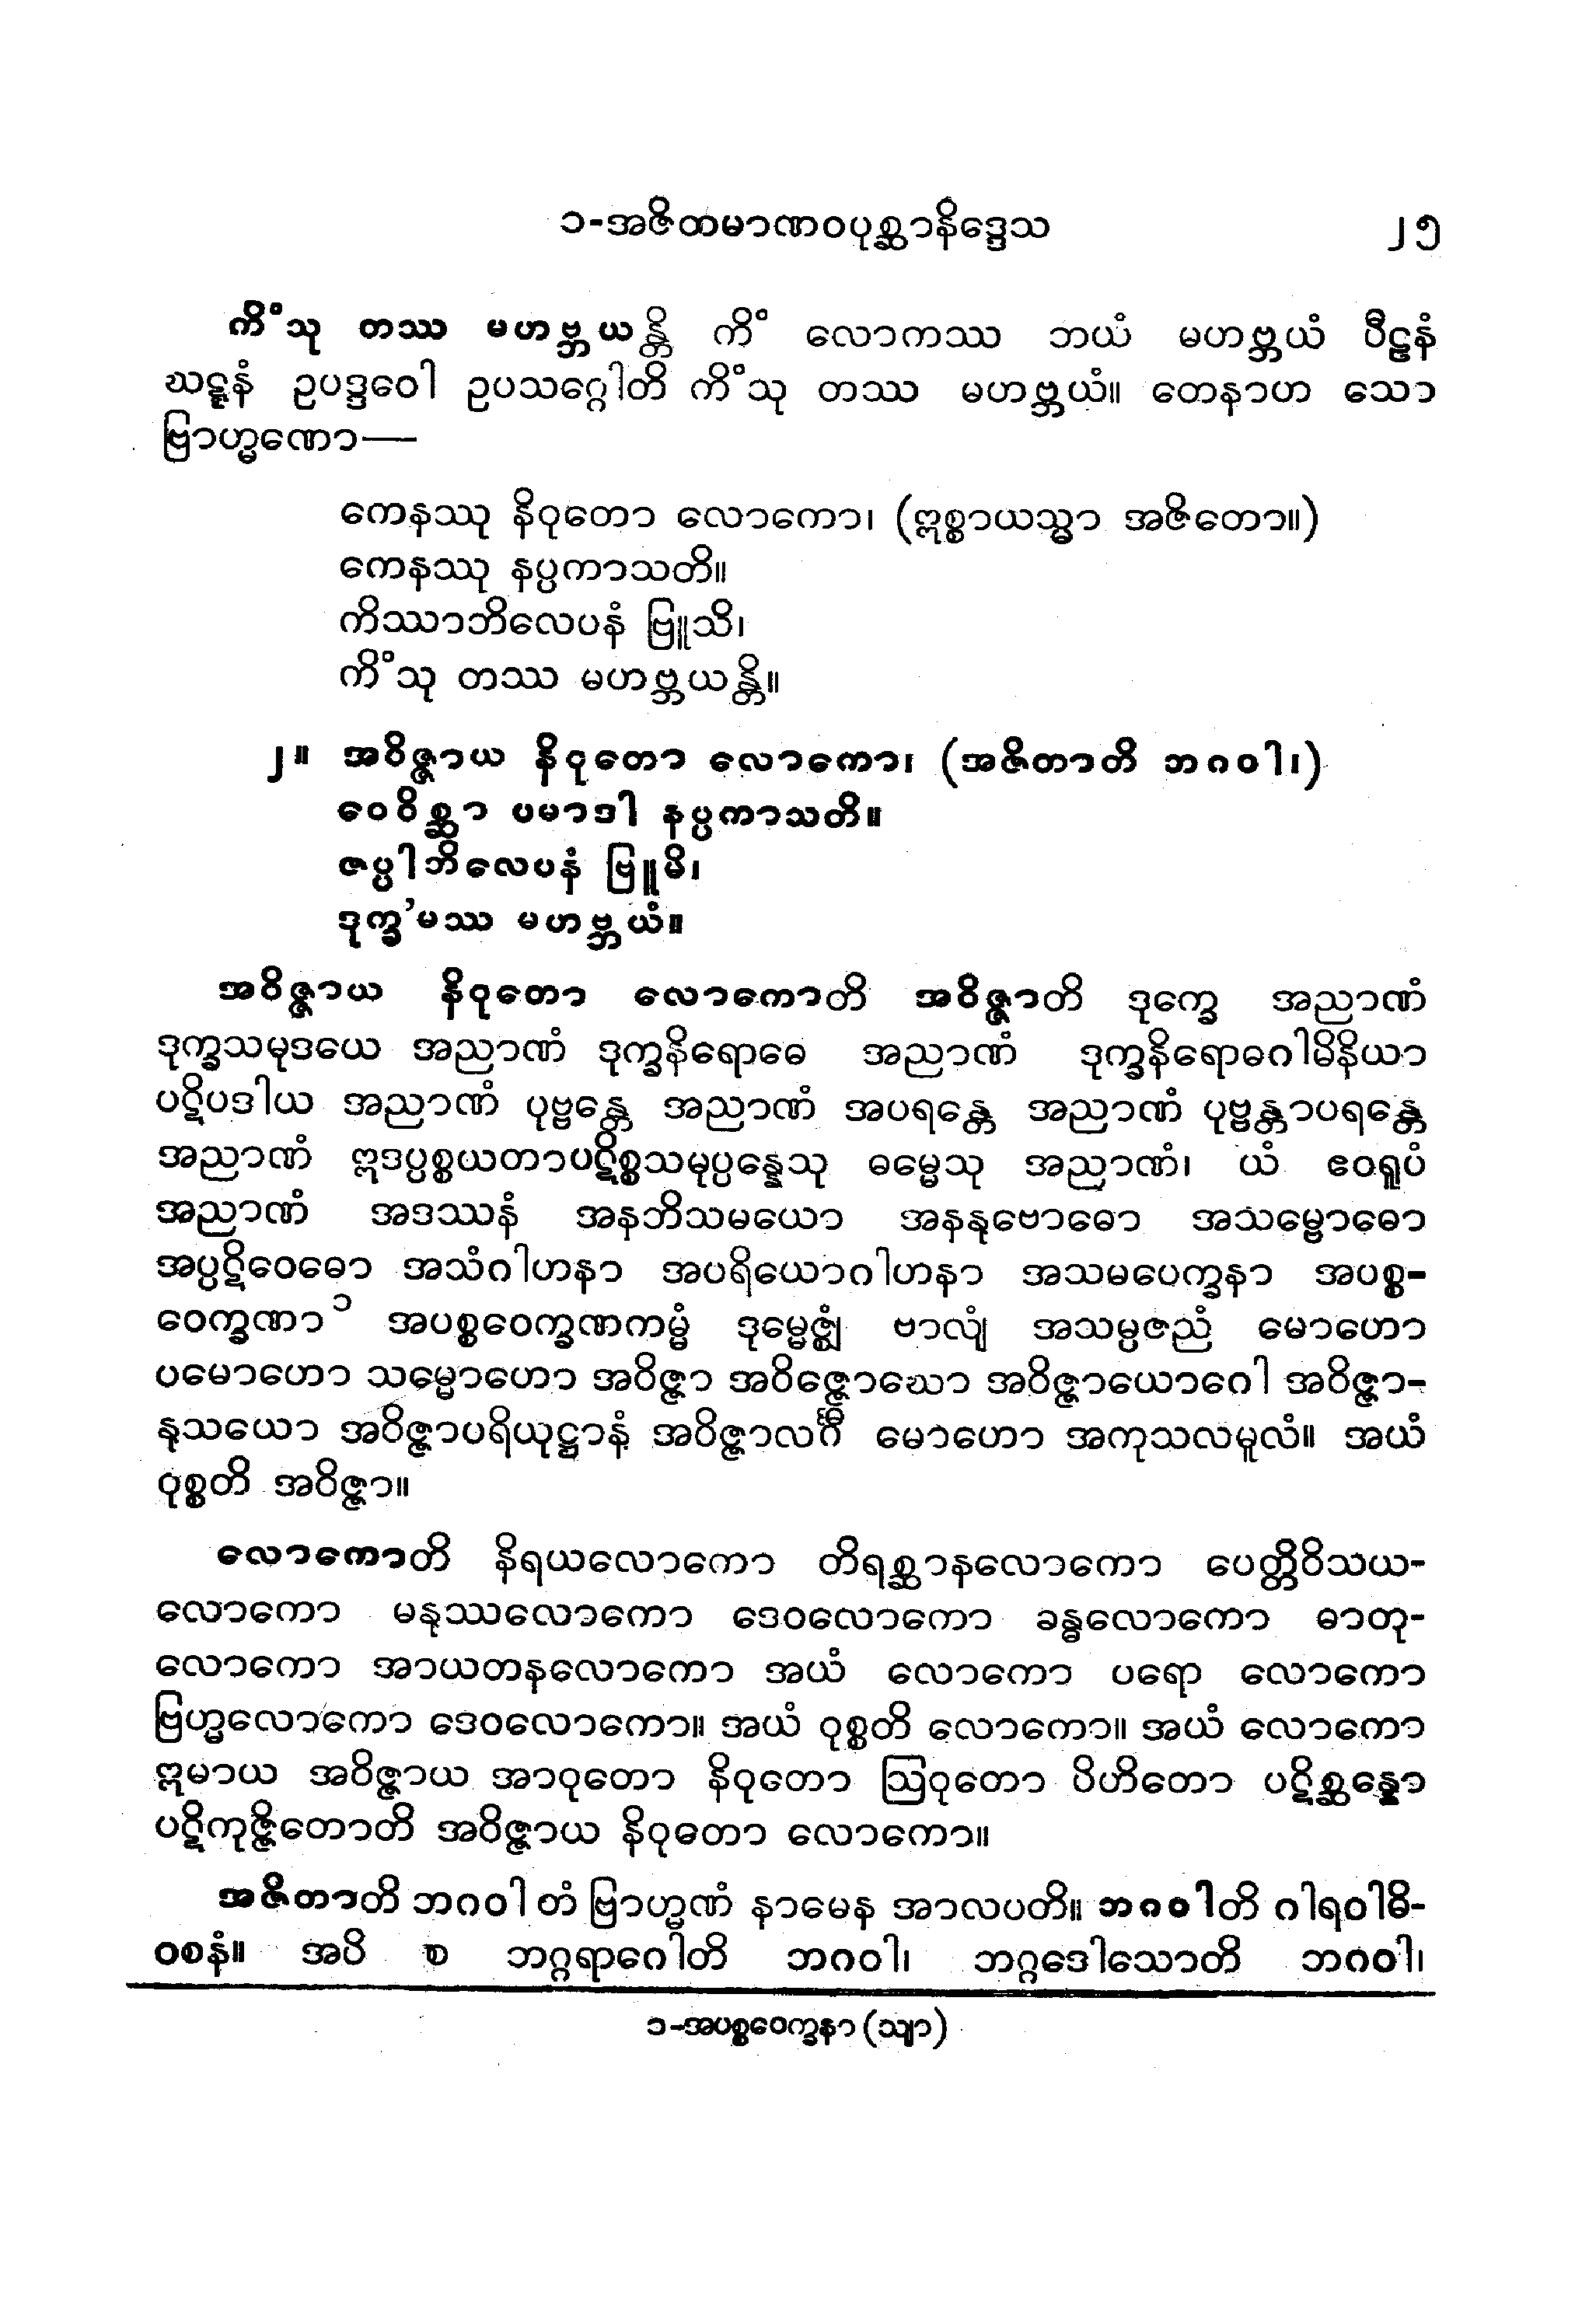 ၁-အဇိတမာဏဝပုစ္ဆာနိဒ္ဒေသ ၂၅
ကိံသု တဿ မဟဗ္ဘယန္တိ ကိံ လောကဿ ဘယံ မဟဗ္ဘယံ ပီဠနံ
ဃဋ္ဋနံ ဥပဒ္ဒဝေါ ဥပသဂ္ဂေါတိ ကိံသု တဿ မဟဗ္ဘယံ။ တေနာဟ သော
ဗြာဟ္မဏော—
ကေနဿု နိဝုတော လောကော၊ (ဣစ္စာယသ္မာ အဇိတော။)
ကေနဿု နပ္ပကာသတိ။
ကိဿာဘိလေပနံ ဗြူသိ၊
ကိံသု တဿ မဟဗ္ဘယန္တိ။
၂။ အဝိဇ္ဇာယ နိဝုတော လောကော၊ (အဇိတာတိ ဘဂဝါ၊)
ဝေဝိစ္ဆာ ပမာဒါ နပ္ပကာသတိ။
ဇပ္ပါဘိလေပနံ ဗြူမိ၊
ဒုက္ခ’မဿ မဟဗ္ဘယံ။
အဝိဇ္ဇာယ နိဝုတော လောကောတိ အဝိဇ္ဇာတိ ဒုက္ခေ အညာဏံ
ဒုက္ခသမုဒယေ အညာဏံ ဒုက္ခနိရောဓေ အညာဏံ ဒုက္ခနိရောဓဂါမိနိယာ
ပဋိပဒါယ အညာဏံ ပုဗ္ဗန္တေ အညာဏံ အပရန္တေ အညာဏံ ပုဗ္ဗန္တာပရန္တေ
အညာဏံ ဣဒပ္ပစ္စယတာပဋိစ္စသမုပ္ပန္နေသု ဓမ္မေသု အညာဏံ၊ ယံ ဧဝရူပံ
အညာဏံ အဒဿနံ အနဘိသမယော အနနုဗောဓော အသမ္ဗောဓော
အပ္ပဋိဝေဓော အသံဂါဟနာ အပရိယောဂါဟနာ အသမပေက္ခနာ အပစ္စ-
ဝေက္ခဏာ ၁ အပစ္စဝေက္ခဏကမ္မံ ဒုမ္မေဇ္ဈံ ဗာလျံ အသမ္ပဇညံ မောဟော
ပမောဟော သမ္မောဟော အဝိဇ္ဇာ အဝိဇ္ဇောဃော အဝိဇ္ဇာယောဂေါ အဝိဇ္ဇာ-
နုသယော အဝိဇ္ဇာပရိယုဋ္ဌာနံ အဝိဇ္ဇာလင်္ဂီ မောဟော အကုသလမူလံ။ အယံ
ဝုစ္စတိ အဝိဇ္ဇာ။
လောကောတိ နိရယလောကော တိရစ္ဆာနလောကော ပေတ္တိဝိသယ-
လောကော မနုဿလောကော ဒေဝလောကော ခန္ဓလောကော ဓာတု-
လောကော အာယတနလောကော အယံ လောကော ပရော လောကော
ဗြဟ္မလောကော ဒေဝလောကော။ အယံ ဝုစ္စတိ လောကော။ အယံ လောကော
ဣမာယ အဝိဇ္ဇာယ အာဝုတော နိဝုတော ဩဝုတော ပိဟိတော ပဋိစ္ဆန္နော
ပဋိကုဇ္ဇိတောတိ အဝိဇ္ဇာယ နိဝုတော လောကော။
အဇိတာတိ ဘဂဝါ တံ ဗြာဟ္မဏံ နာမေန အာလပတိ။ ဘဂဝါတိ ဂါရဝါဓိ-
ဝစနံ။ အပိ စ ဘဂ္ဂရာဂေါတိ ဘဂဝါ၊ ဘဂ္ဂဒေါသောတိ ဘဂဝါ၊
၁-အပစ္စဝေက္ခနာ (သျာ)